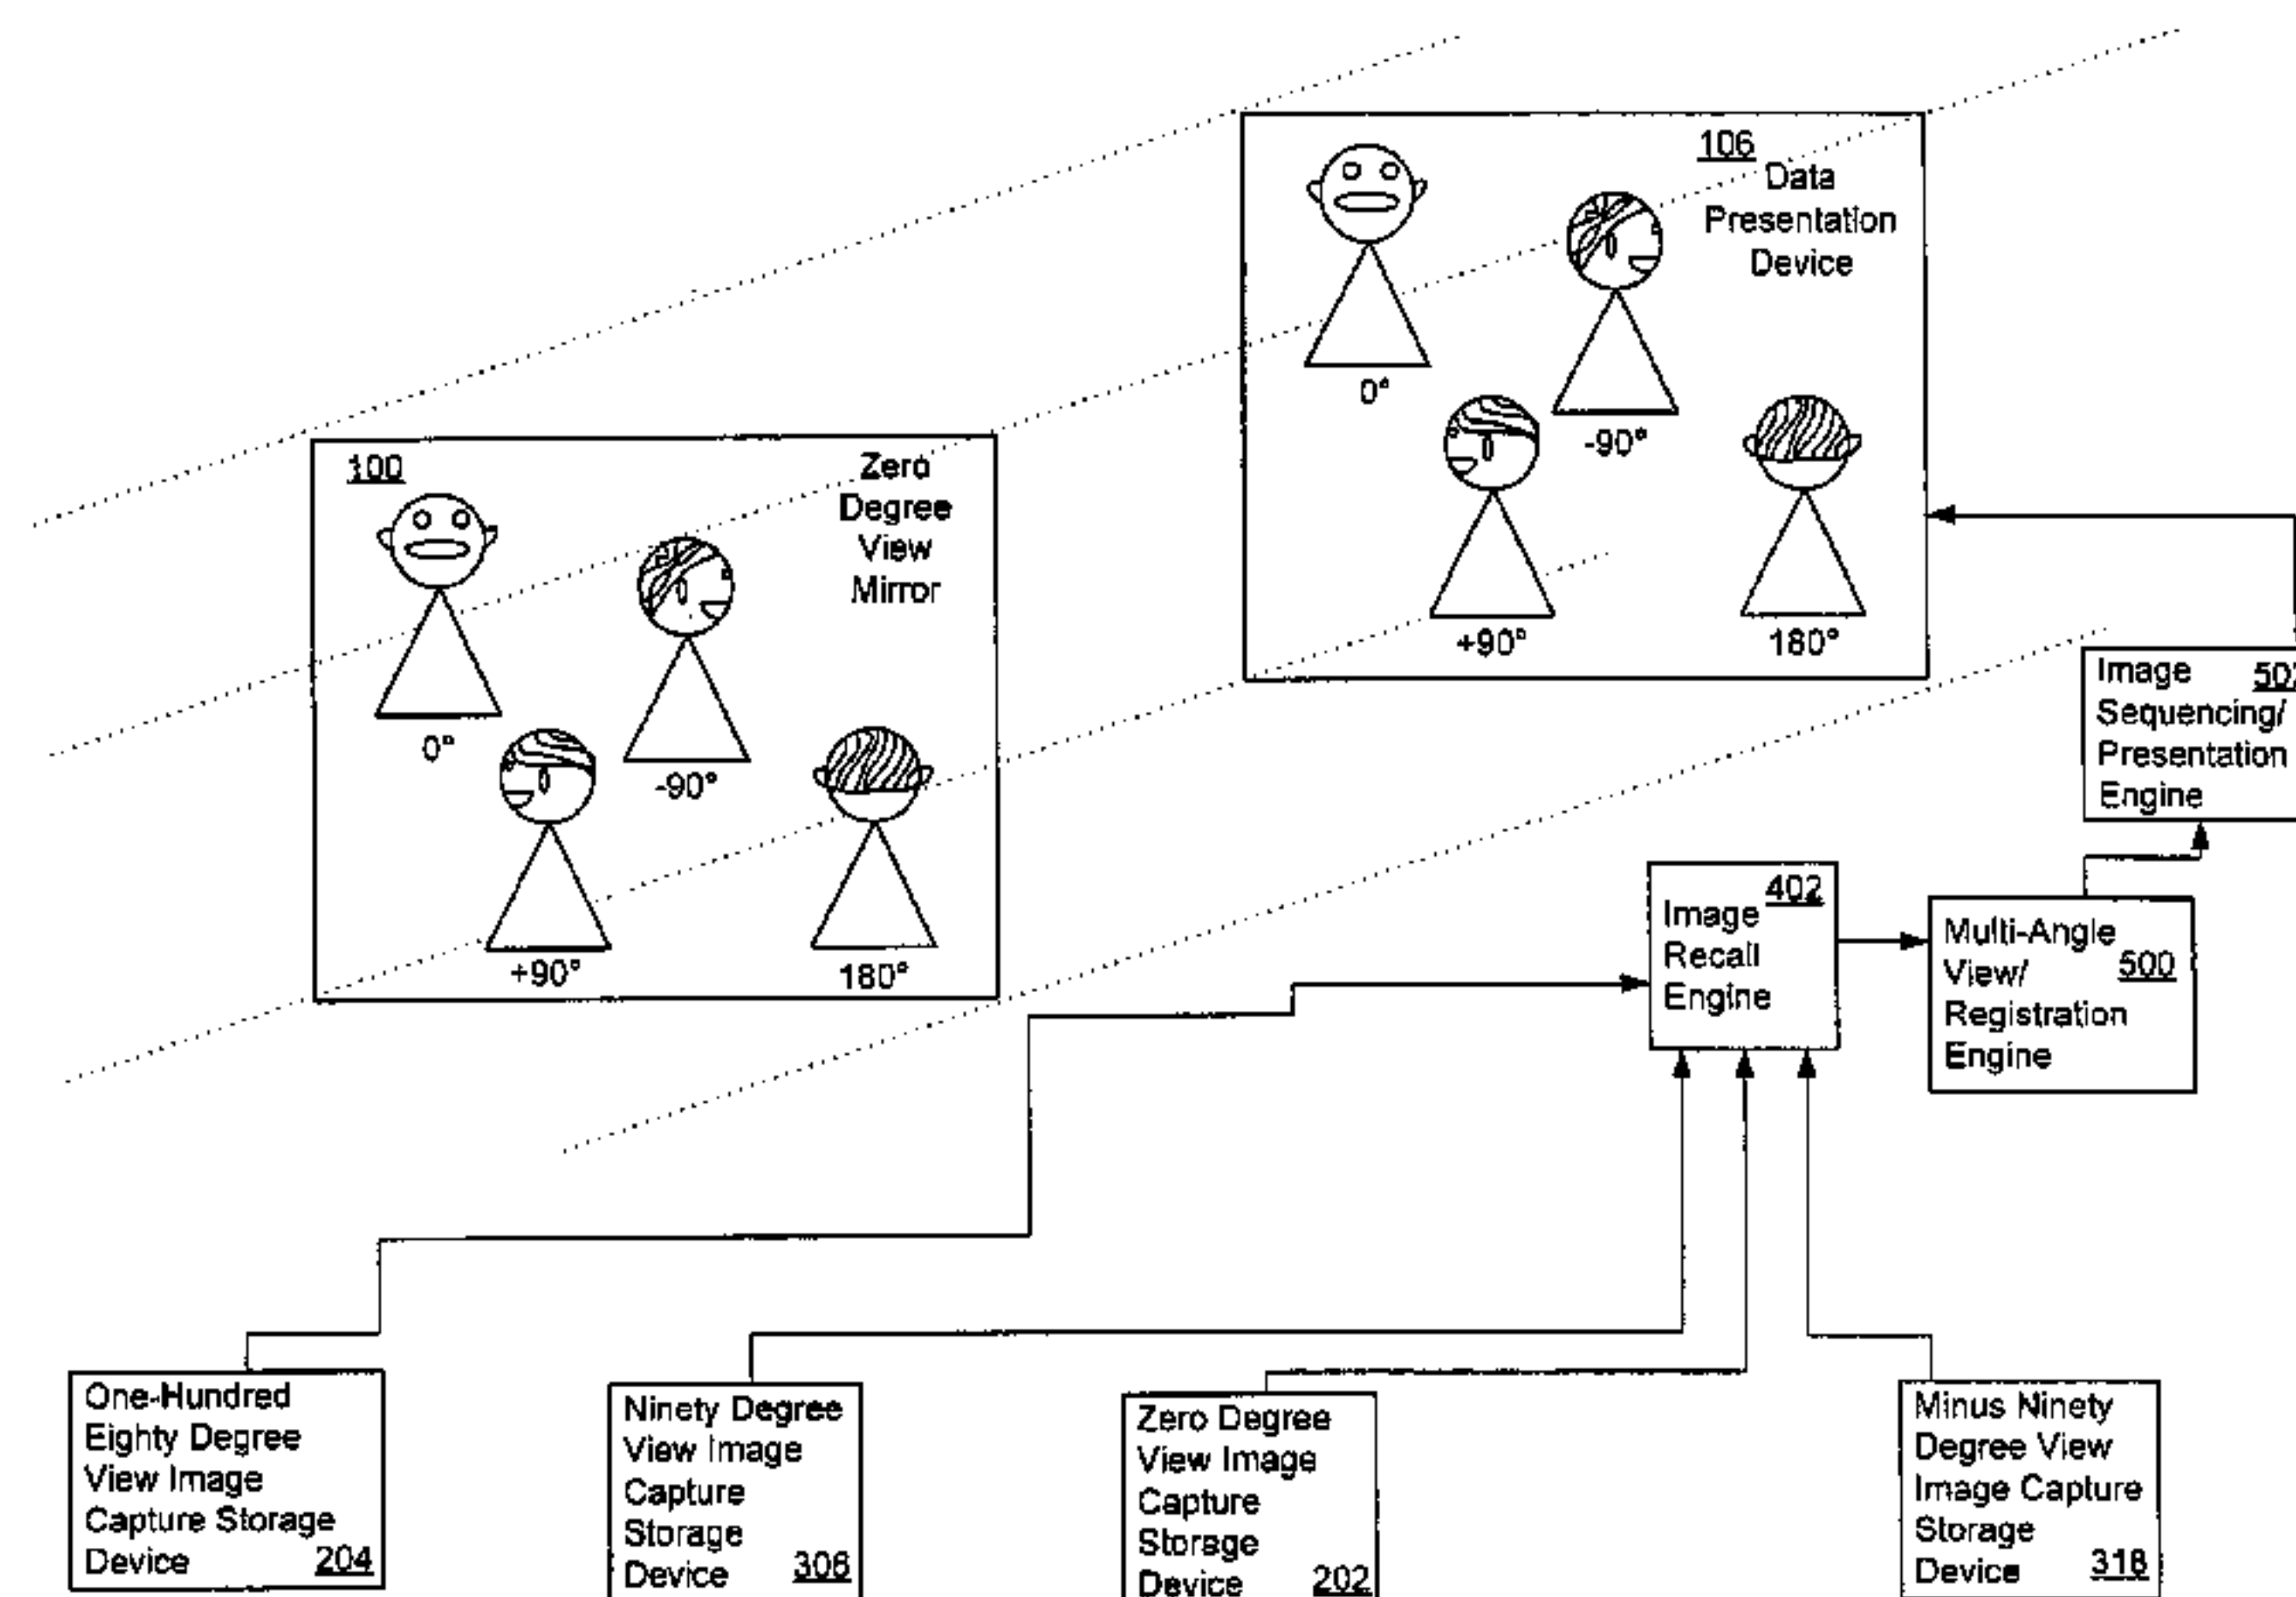 106
Data
Presentation
Device
0°
-90°
+90°
180°
100
Zero
Degree
View
Mirror
0°
-90°
+90°
180°
Image
Sequencing/
Presentation
Engine
402
Image
Recall
Engine
Multi-Angle
View/ 500
Registration
Engine
One-Hundred
Eighty Degree
View Image
Capture Storage
Device 204
Ninety Degree
View Image
Capture
Storage
Device 306
Zero Degree
View Image
Capture
Storage
Device 202
Minus Ninety
Degree View
Image Capture
Storage
Device 318